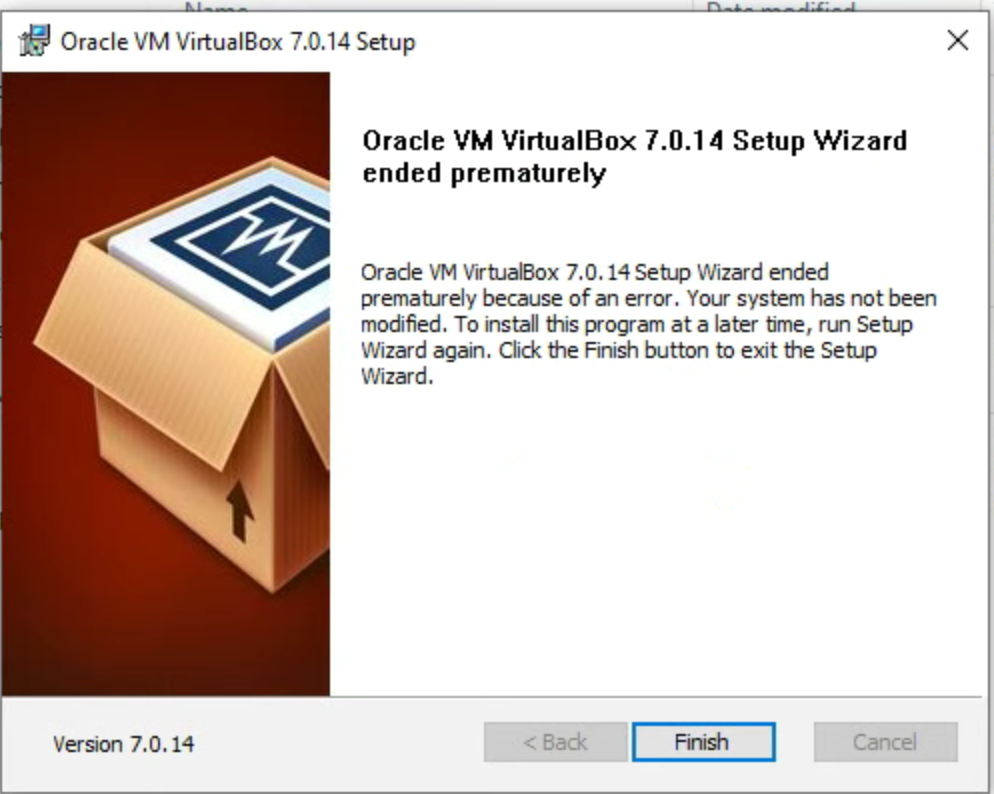 Name Date modified
Oracle VM VirtualBox 7.0.14 Setup
Oracle VM VirtualBox 7.0.14 Setup Wizard
ended prematurely
Oracle VM VirtualBox 7.0.14 Setup Wizard ended
prematurely because of an error. Your system has not been
modified. To install this program at a later time, run Setup
Wizard again. Click the Finish button to exit the Setup
Wizard.
Version 7.0.14
< Back
Finish
Cancel